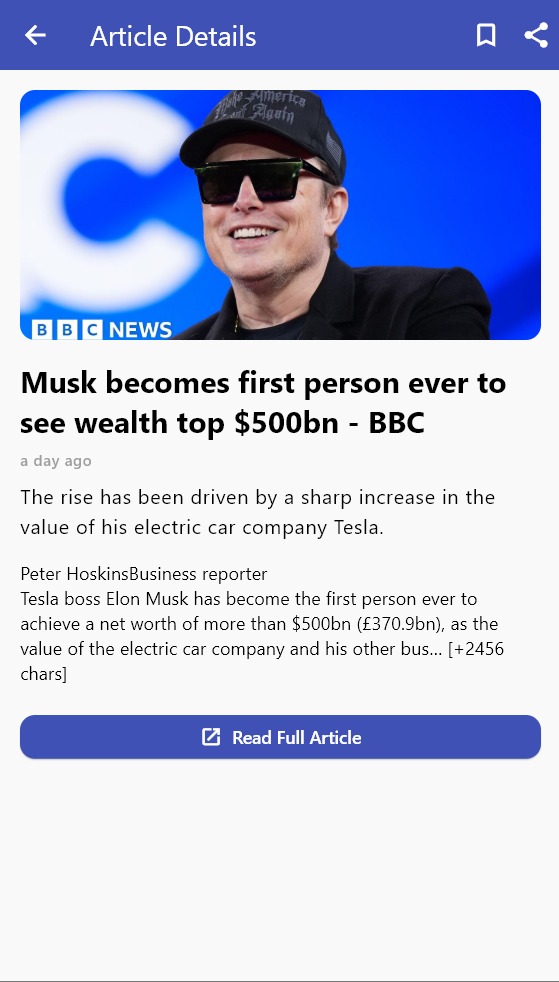 Article Details
Make America
Again
BBC NEWS
Musk becomes first person ever to
see wealth top $500bn - BBC
a day ago
The rise has been driven by a sharp increase in the
value of his electric car company Tesla.
Peter HoskinsBusiness reporter
Tesla boss Elon Musk has become the first person ever to
achieve a net worth of more than $500bn (£370.9bn), as the
value of the electric car company and his other bus… [+2456
chars]
Read Full Article